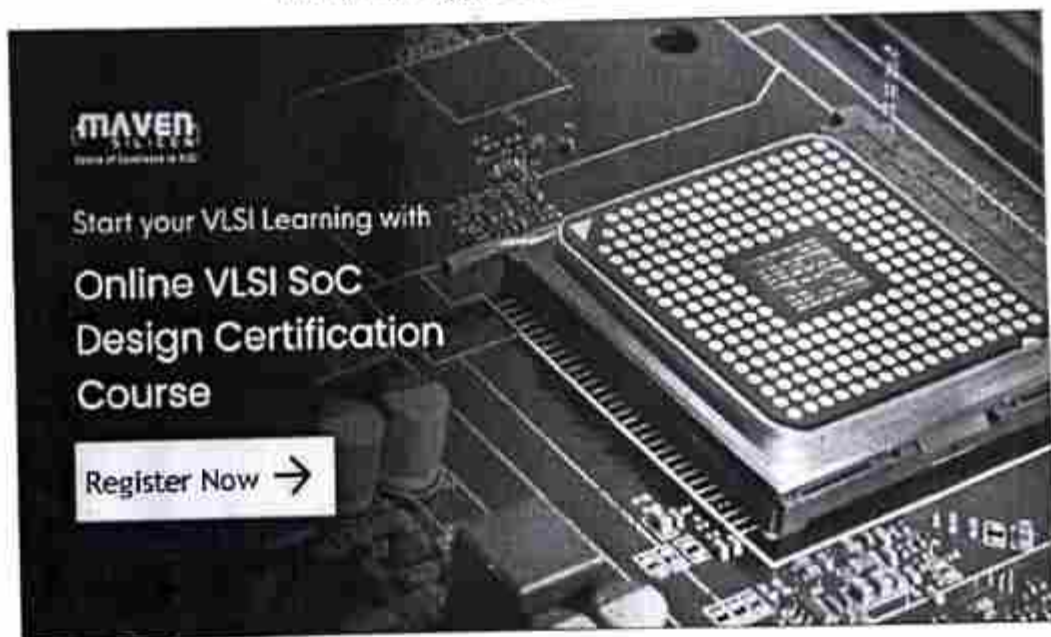 MAVEN
SILICON
Start your VLSI Learning with
Online VLSI SoC
Design Certification
Course
Register Now →